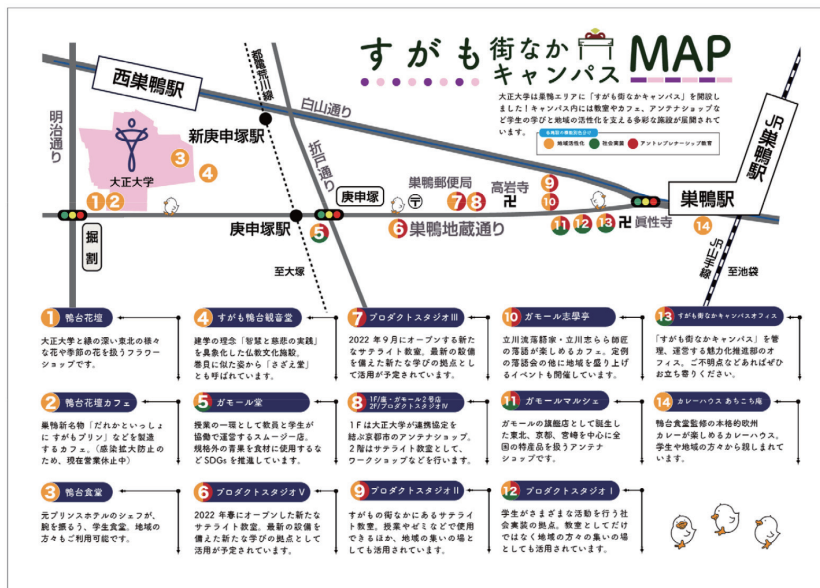 すがも街なかキャンパスMAP
大正大学は巣鴨エリアに「すがも街なかキャンパス」を開設し
ました！キャンパス内には教室やカフェ、アンテナショップな
ど学生の学びと地域の活性化を支える多彩な施設が展開されて
います。
地域活性化 社会実装 アントレプレナーシップ教育
西巣鴨駅
都電荒川線
新庚申塚駅
白山通り
明治通り
折戸通り
大正大学
3
4
1 2
掘割
庚申塚駅
庚申塚
5
至大塚
巣鴨郵便局
7 8
高岩寺
卍
9
10
6 巣鴨地蔵通り
11 12 13 卍 眞性寺
巣鴨駅
JR巣鴨駅
14
JR山手線
至池袋
1 鴨台花壇
大正大学と縁の深い東北の様々
な花や季節の花を扱うフラワー
ショップです。
2 鴨台花壇カフェ
巣鴨新名物「だれかといっしょ
に すがもプリン」などを製造
するカフェ。（感染拡大防止の
ため、現在営業休止中）
3 鴨台食堂
元プリンスホテルのシェフが、
腕を振るう、学生食堂。地域の
方々もご利用可能です。
4 すがも鴨台観音堂
建学の理念「智慧と慈悲の実践」
を具象化した仏教文化施設。
巻貝に似た姿から「さざえ堂」
とも呼ばれています。
5 ガモール堂
授業の一環として教員と学生が
協働で運営するスムージー店。
規格外の青果を食材に使用するな
ど SDGs を推進しています。
6 プロダクトスタジオⅤ
2022 年春にオープンした新たな
サテライト教室。最新の設備を
備えた新たな学びの拠点として
活用が予定されています。
7 プロダクトスタジオⅢ
2022 年9月にオープンする新た
なサテライト教室。最新の設備
を備えた新たな学びの拠点とし
て活用が予定されています。
8 1F/座・ガモール2号店
2F/プロダクトスタジオⅣ
1Fは大正大学が連携協定を
結ぶ京都市のアンテナショップ。
2階はサテライト教室として、
ワークショップなどを行います。
9 プロダクトスタジオⅡ
すがもの街なかにあるサテライ
ト教室。授業やゼミなどで使用
できるほか、地域の集いの場と
しても活用されています。
10 ガモール志學亭
立川流落語家・立川志らら師匠
の落語が楽しめるカフェ。定例
の落語会の他に地域を盛り上げ
るイベントも開催しています。
11 ガモールマルシェ
ガモールの旗艦店として誕生し
た東北、京都、宮崎を中心に全
国の特産品を扱うアンテナ
ショップです。
12 プロダクトスタジオⅠ
学生がさまざまな活動を行う社
会実装の拠点。教室としてだけ
ではなく地域の方々の集いの場
としても活用されています。
13 すがも街なかキャンパスオフィス
「すがも街なかキャンパス」を管
理、運営する魅力化推進部のオ
フィス。ご不明点などあればぜひ
お立ち寄りください。
14 カレーハウス あちこち庵
鴨台食堂監修の本格的欧州
カレーが楽しめるカレーハウス。
学生や地域の方々から親しまれて
います。